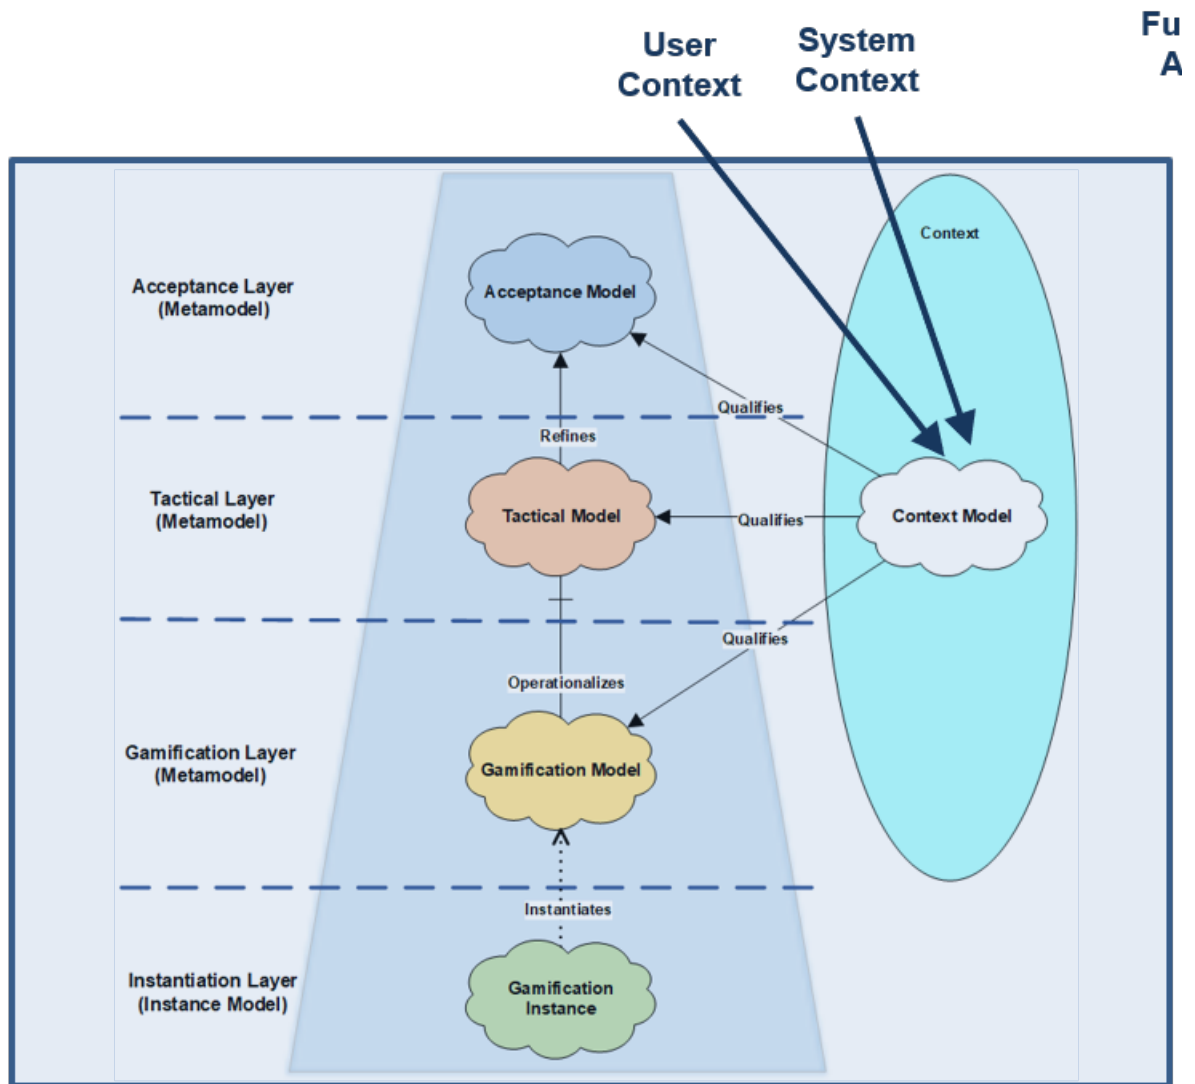 User
Context
System
Context
Fu
A
Context
Acceptance Layer
(Metamodel)
Acceptance Model
Qualifies
Refines
Tactical Layer
(Metamodel)
Tactical Model
Qualifies
Context Model
Qualifies
Operationalizes
Gamification Layer
(Metamodel)
Gamification Model
Instantiates
Instantiation Layer
(Instance Model)
Gamification
Instance